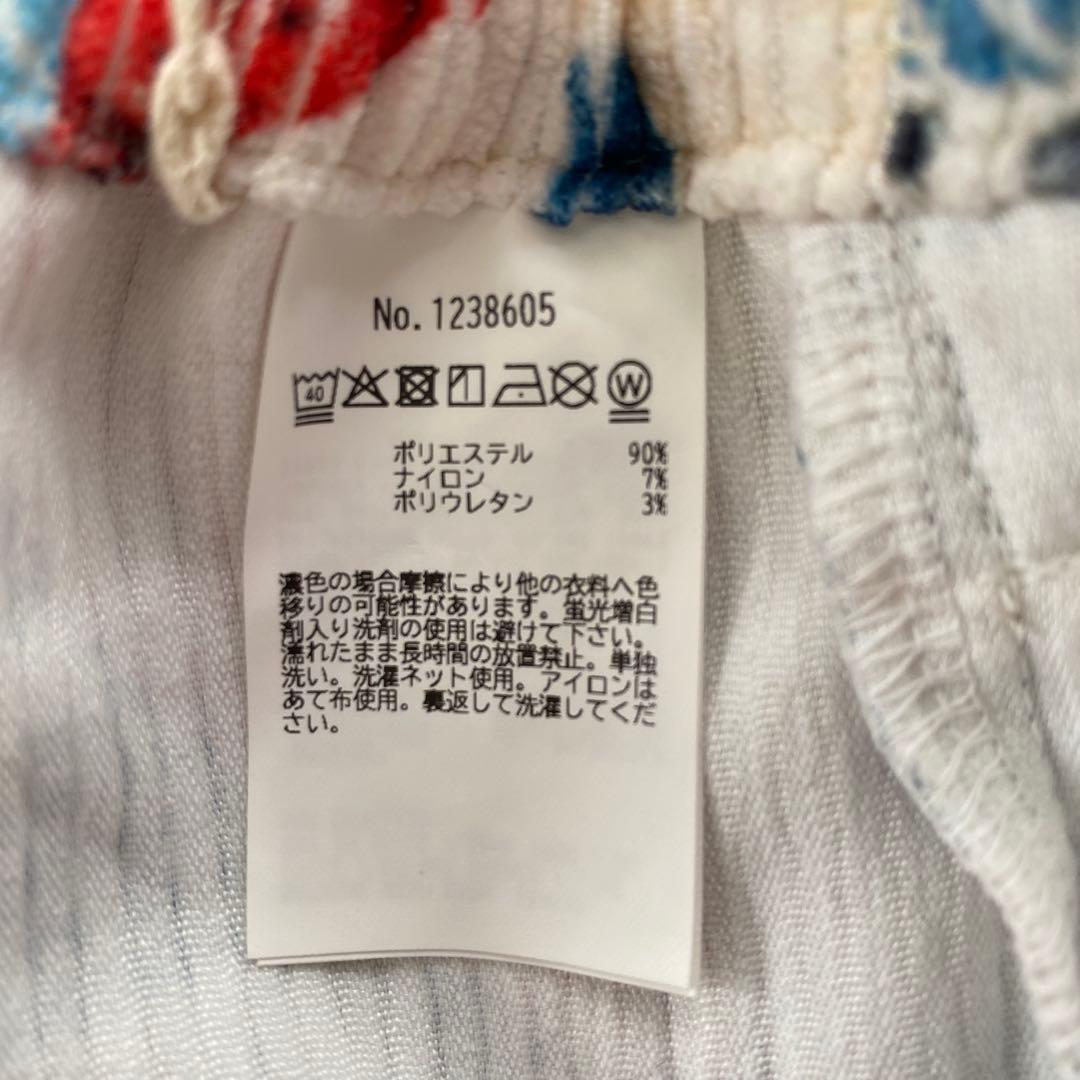 No.1238605
40 W
ポリエステル 90%
ナイロン 7%
ポリウレタン 3%
濃色の場合摩擦により他の衣料へ色
移りの可能性があります。蛍光増白
剤入り洗剤の使用は避けて下さい。
濡れたまま長時間の放置禁止。単独
洗い。洗濯ネット使用。アイロンは
あて布使用。裏返して洗濯してくだ
さい。